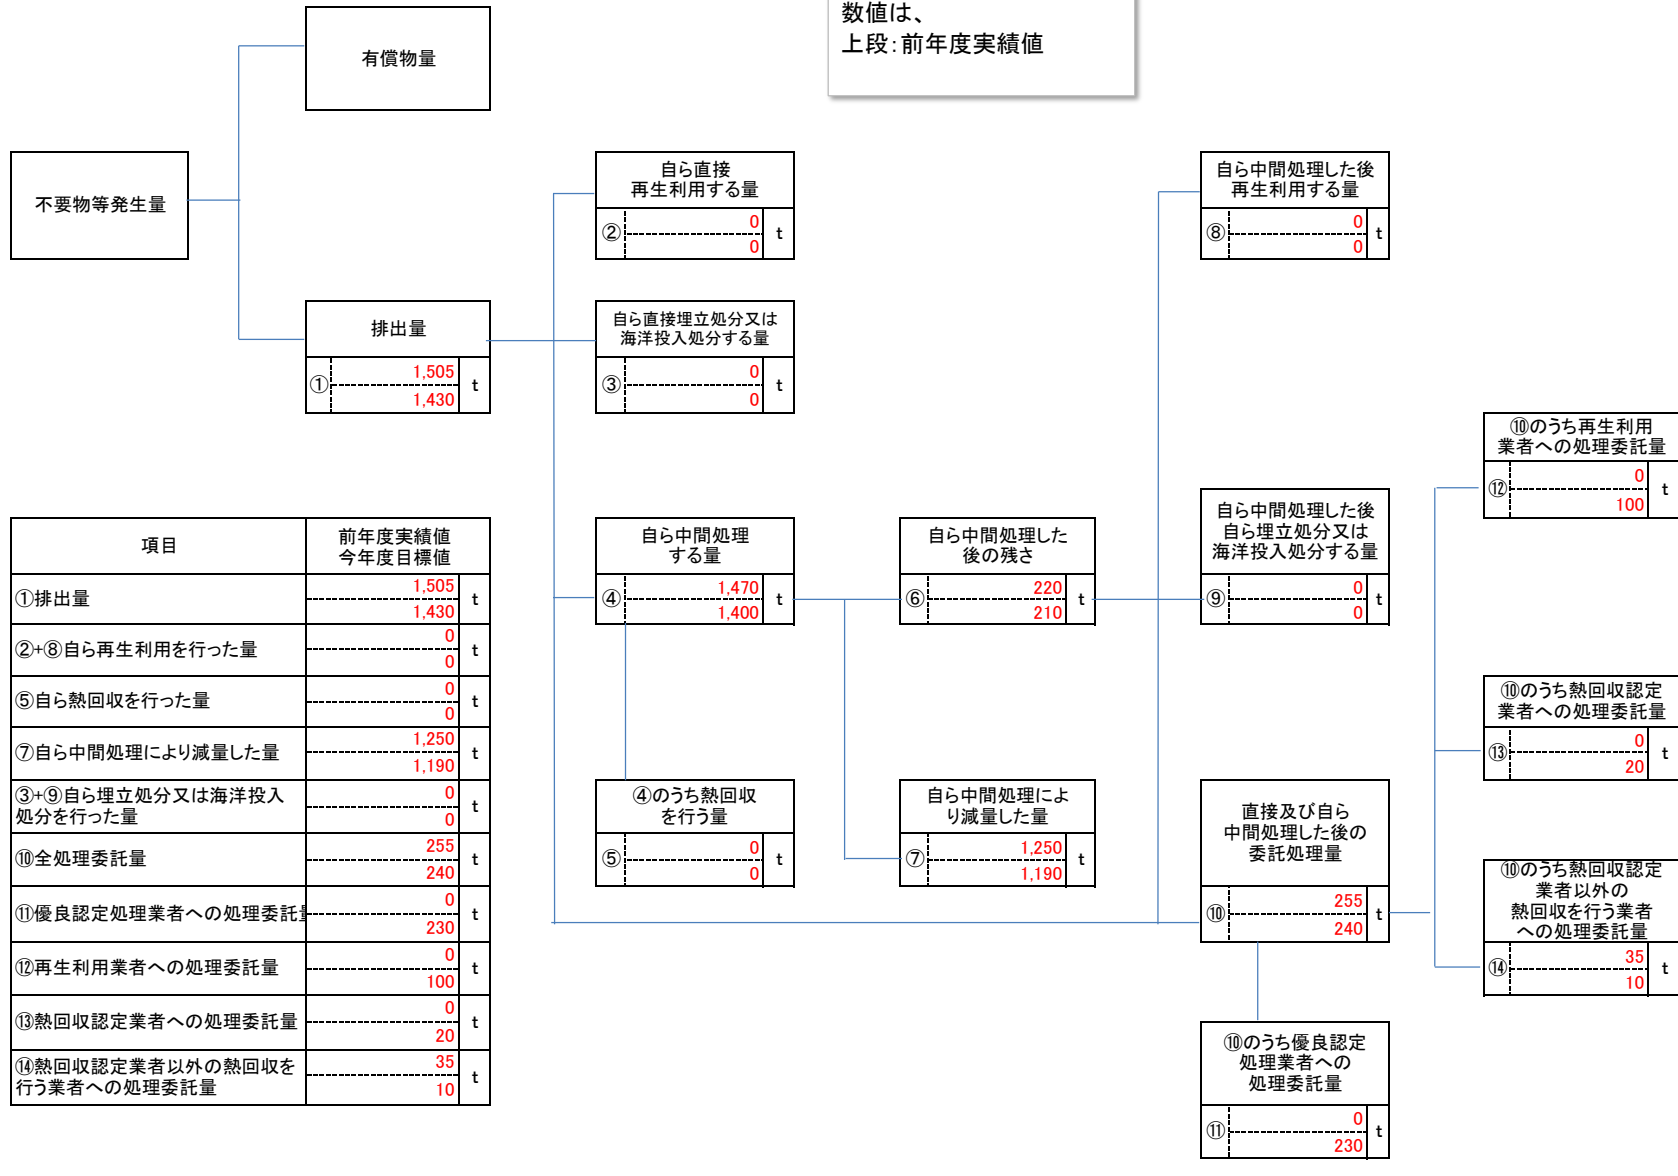 数値は、
上段：前年度実績値
有償物量
不要物等発生量
自ら直接
再生利用する量
② 0 t
0
自ら中間処理した後
再生利用する量
⑧ 0 t
0
排出量
① 1,505 t
1,430
自ら直接埋立処分又は
海洋投入処分する量
③ 0 t
0
⑩のうち再生利用
業者への処理委託量
⑫ 0 t
100
自ら中間処理
する量
④ 1,470 t
1,400
自ら中間処理した
後の残さ
⑥ 220 t
210
自ら中間処理した後
自ら埋立処分又は
海洋投入処分する量
⑨ 0 t
0
⑩のうち熱回収認定
業者への処理委託量
⑬ 0 t
20
④のうち熱回収
を行う量
⑤ 0 t
0
自ら中間処理によ
り減量した量
⑦ 1,250 t
1,190
直接及び自ら
中間処理した後の
委託処理量
⑩ 255 t
240
⑩のうち熱回収認定
業者以外の
熱回収を行う業者
への処理委託量
⑭ 35 t
10
⑩のうち優良認定
処理業者への
処理委託量
⑪ 0 t
230
項目
前年度実績値
今年度目標値
①排出量 1,505 t
1,430
②+⑧自ら再生利用を行った量 0 t
0
⑤自ら熱回収を行った量 0 t
0
⑦自ら中間処理により減量した量 1,250 t
1,190
③+⑨自ら埋立処分又は海洋投入
処分を行った量
0 t
0
⑩全処理委託量 255 t
240
⑪優良認定処理業者への処理委託 0 t
230
⑫再生利用業者への処理委託量 0 t
100
⑬熱回収認定業者への処理委託量 0 t
20
⑭熱回収認定業者以外の熱回収を
行う業者への処理委託量
35 t
10